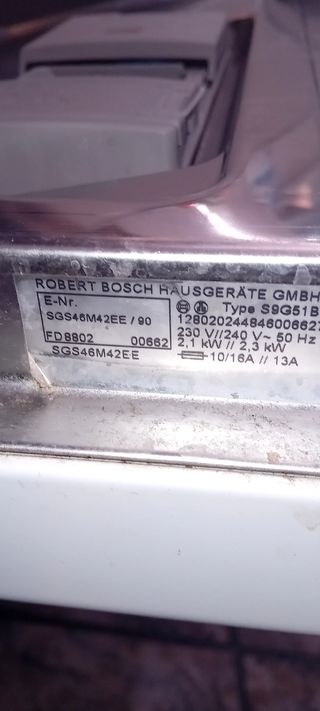 ROBERT BOSCH HAUSGERÄTE GMBH
E-Nr.
SGS46M42EE / 90
FD8802 00662
SGS46M42EE
Type S9G51B
12802024484600662
230 V//240 V~ 50 Hz
2,1 kW // 2,3 kW
10/16A // 13A